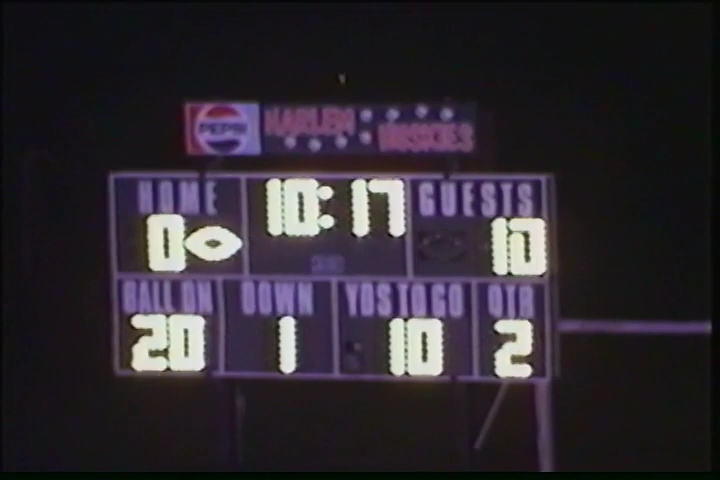 PEPSI HARLEM HUSKIES
HOME 10:17 GUESTS
0 10
BALL ON DOWN YDS TO GO QTR
20 1 10 2